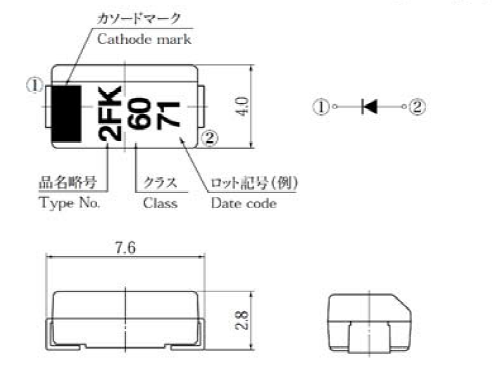 カソードマーク
Cathode mark
①
2FK
60
71
②
4.0
①
②
品名略号
Type No.
クラス
Class
ロット記号(例)
Date code
7.6
2.8